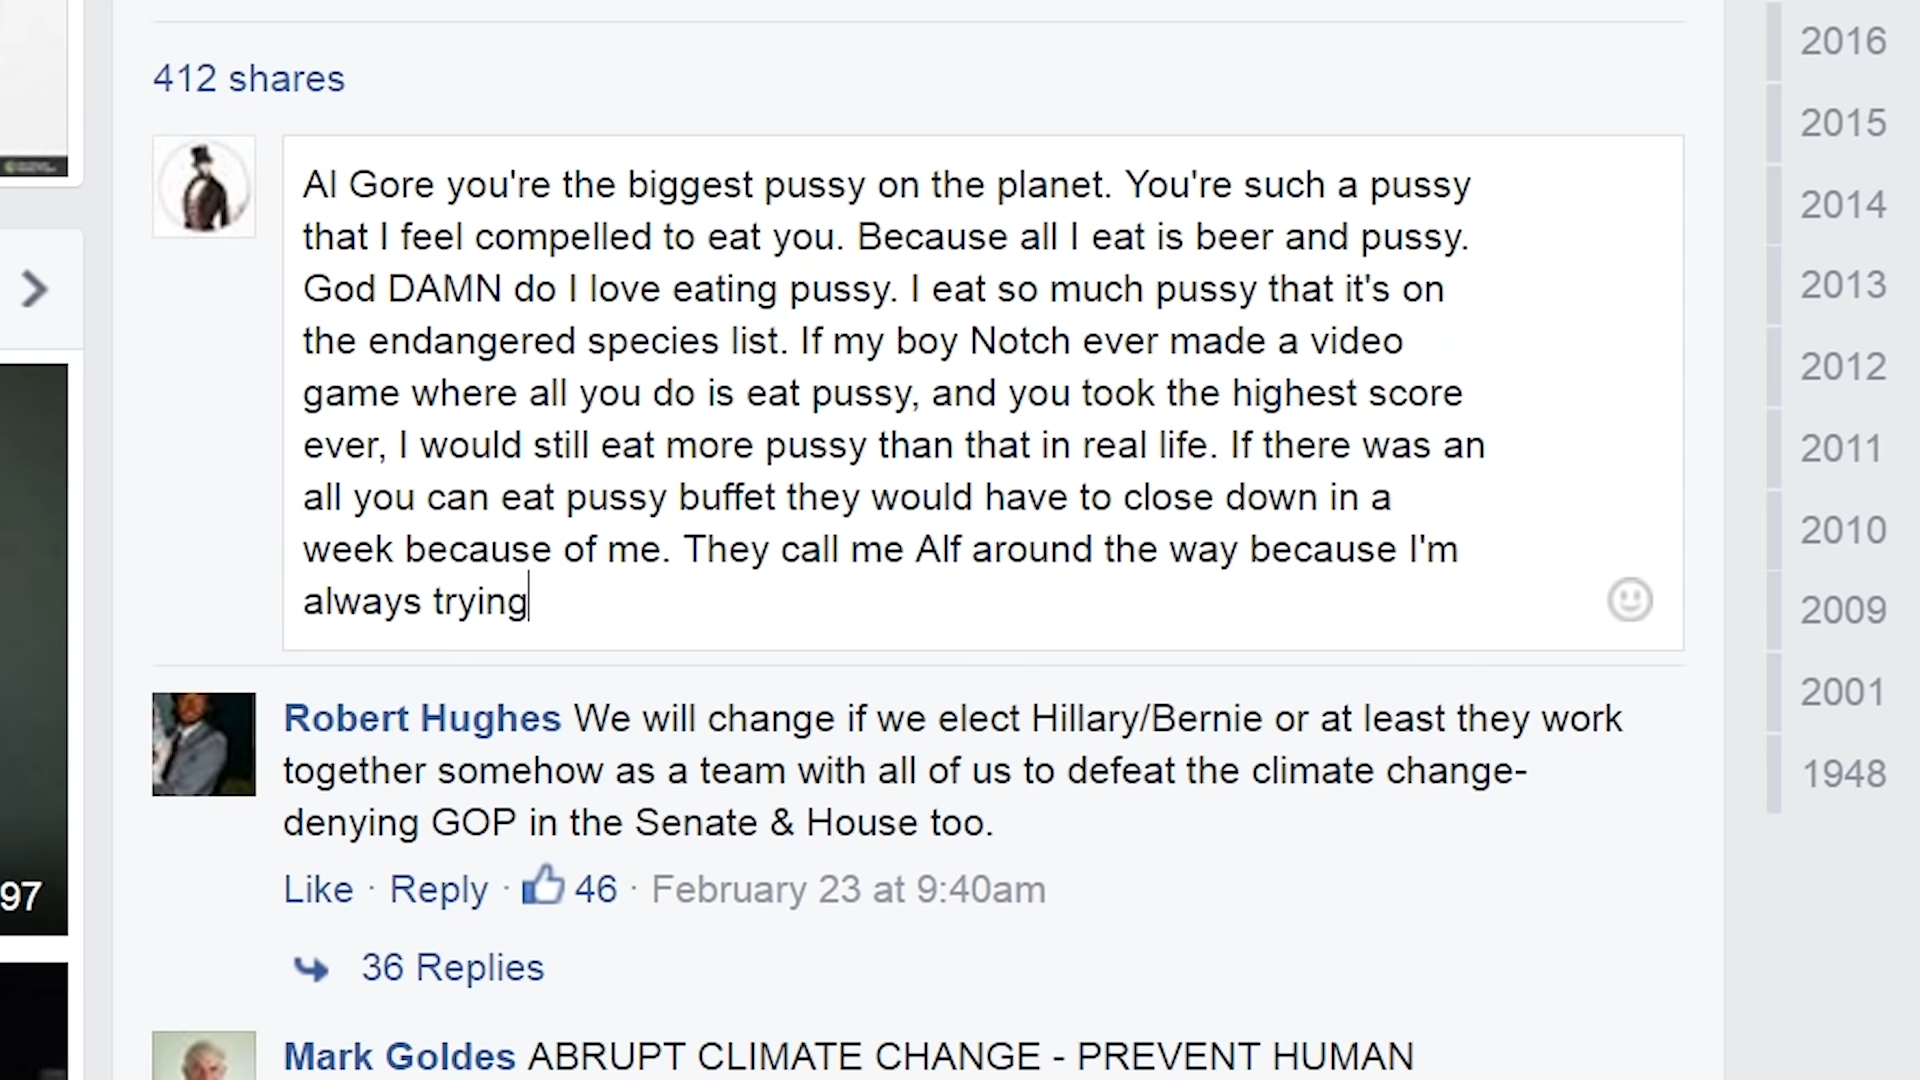 412 shares
Al Gore you're the biggest pussy on the planet. You're such a pussy
that I feel compelled to eat you. Because all I eat is beer and pussy.
God DAMN do I love eating pussy. I eat so much pussy that it's on
the endangered species list. If my boy Notch ever made a video
game where all you do is eat pussy, and you took the highest score
ever, I would still eat more pussy than that in real life. If there was an
all you can eat pussy buffet they would have to close down in a
week because of me. They call me Alf around the way because I'm
always trying
Robert Hughes We will change if we elect Hillary/Bernie or at least they work
together somehow as a team with all of us to defeat the climate change-
denying GOP in the Senate & House too.
Like · Reply · 46 · February 23 at 9:40am
36 Replies
Mark Goldes ABRUPT CLIMATE CHANGE - PREVENT HUMAN
97
2016
2015
2014
2013
2012
2011
2010
2009
2001
1948